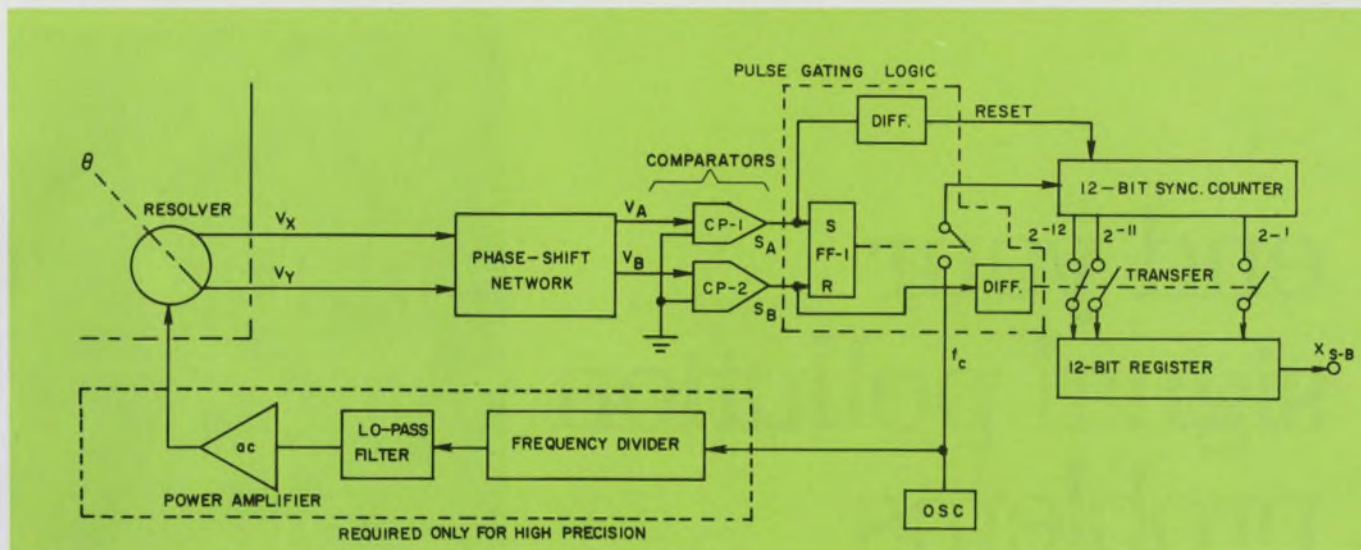 PULSE GATING LOGIC
DIFF.
RESET
θ
RESOLVER
V_X
V_Y
PHASE-SHIFT
NETWORK
COMPARATORS
V_A
V_B
CP-1
CP-2
S_A
S_B
S
FF-1
R
DIFF.
12-BIT SYNC. COUNTER
2^-12
2^-11
2^-1
TRANSFER
12-BIT REGISTER
X_S-B
f_c
ac
POWER AMPLIFIER
LO-PASS
FILTER
FREQUENCY DIVIDER
OSC
REQUIRED ONLY FOR HIGH PRECISION